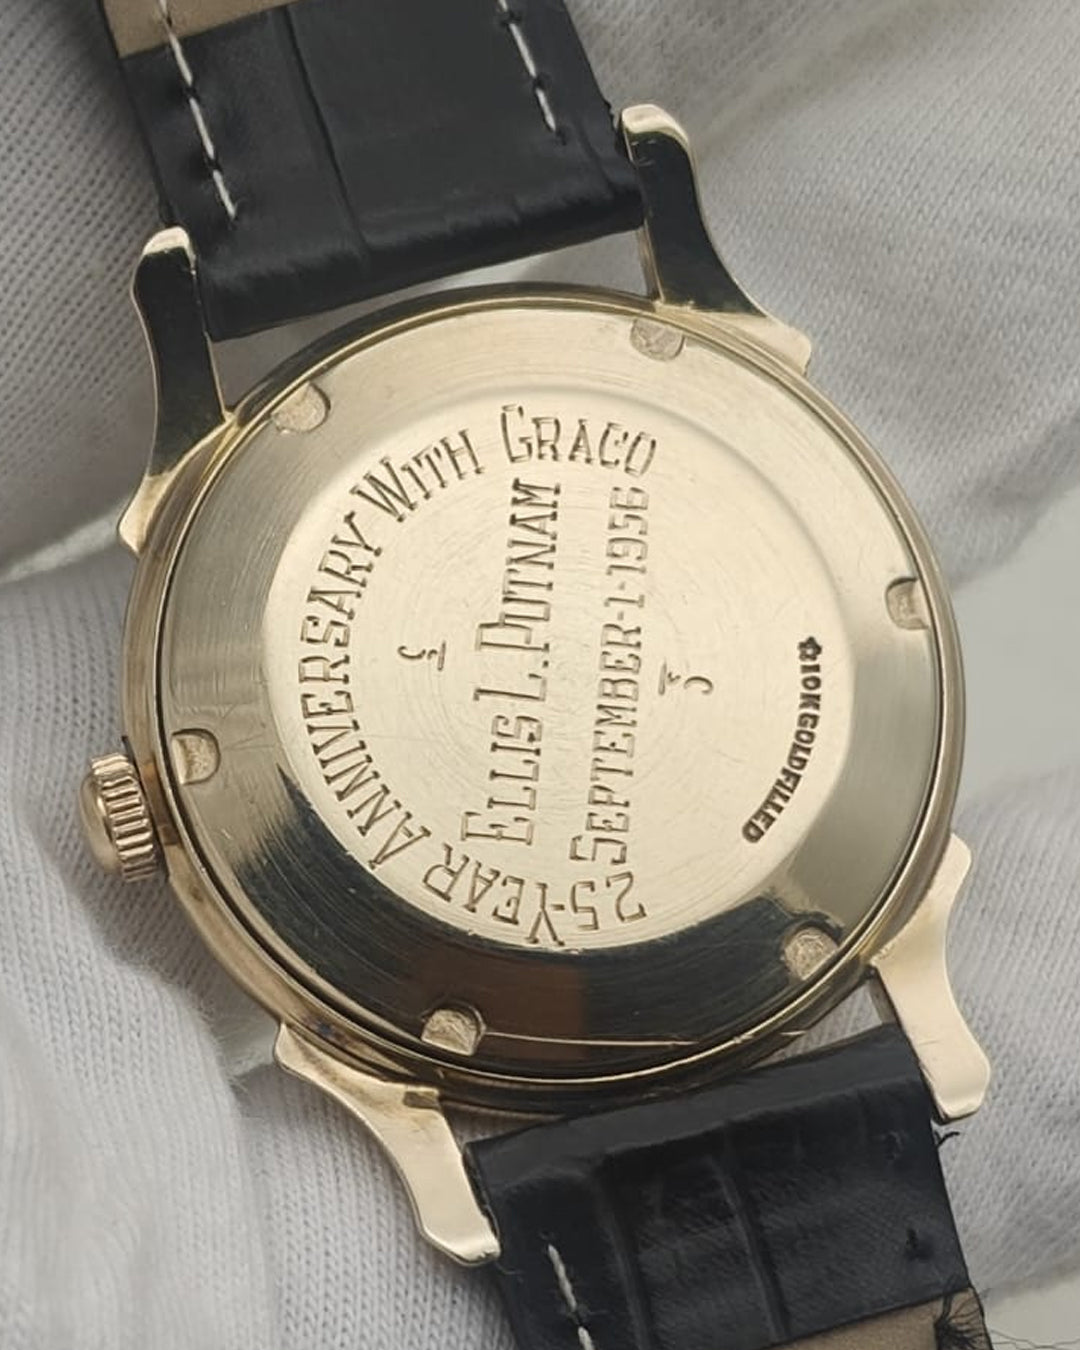 25-YEAR ANNIVERSARY WITH GRACO
ELLIS L. PUTNAM
SEPTEMBER-1-1956
10K GOLD FILLED